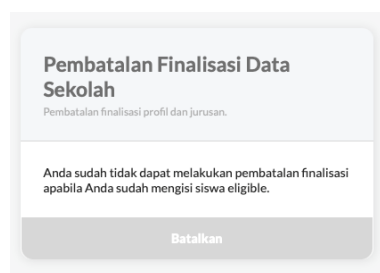 Pembatalan Finalisasi Data
Sekolah
Pembatalan finalisasi profil dan jurusan.
Anda sudah tidak dapat melakukan pembatalan finalisasi
apabila Anda sudah mengisi siswa eligible.
Batalkan